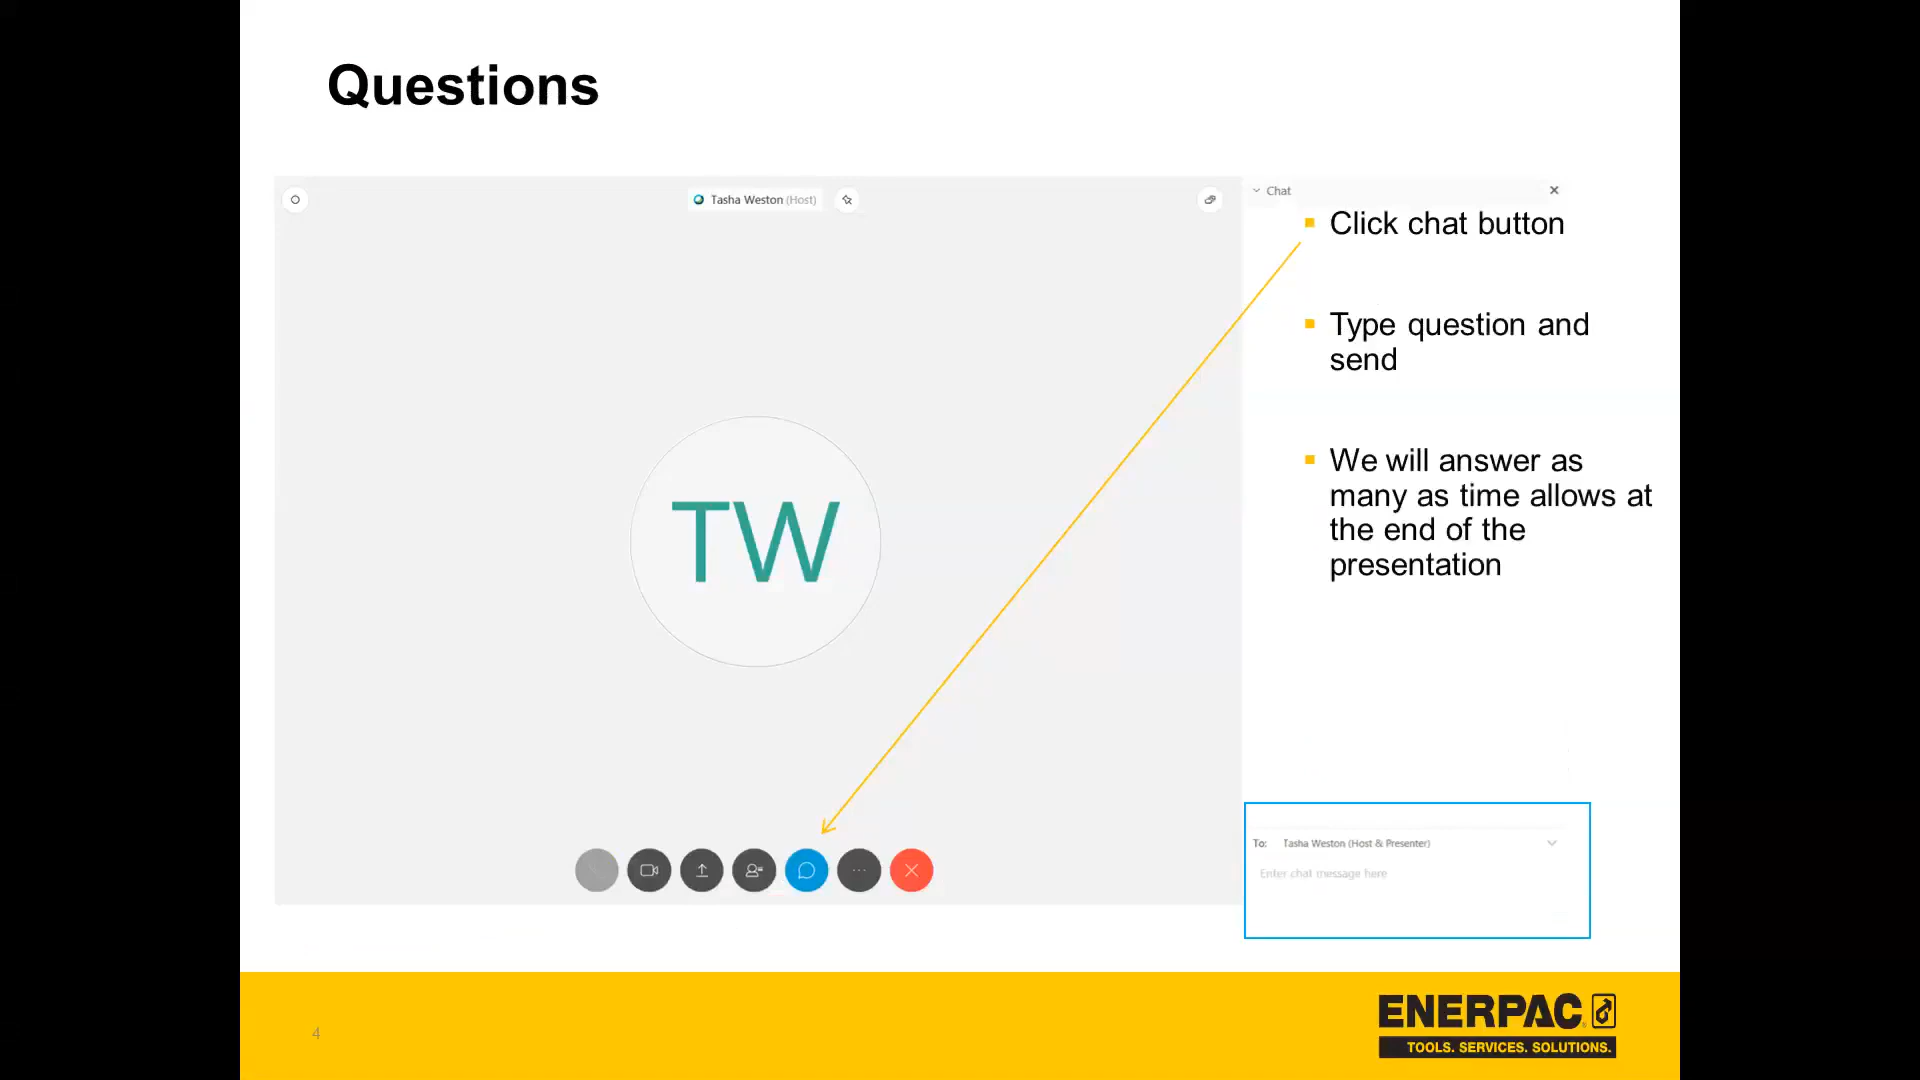 Questions
Tasha Weston (Host)
Chat
Click chat button
Type question and
send
We will answer as
many as time allows at
the end of the
presentation
TW
To: Tasha Weston (Host & Presenter)
Enter chat message here
4
ENERPAC
TOOLS. SERVICES. SOLUTIONS.